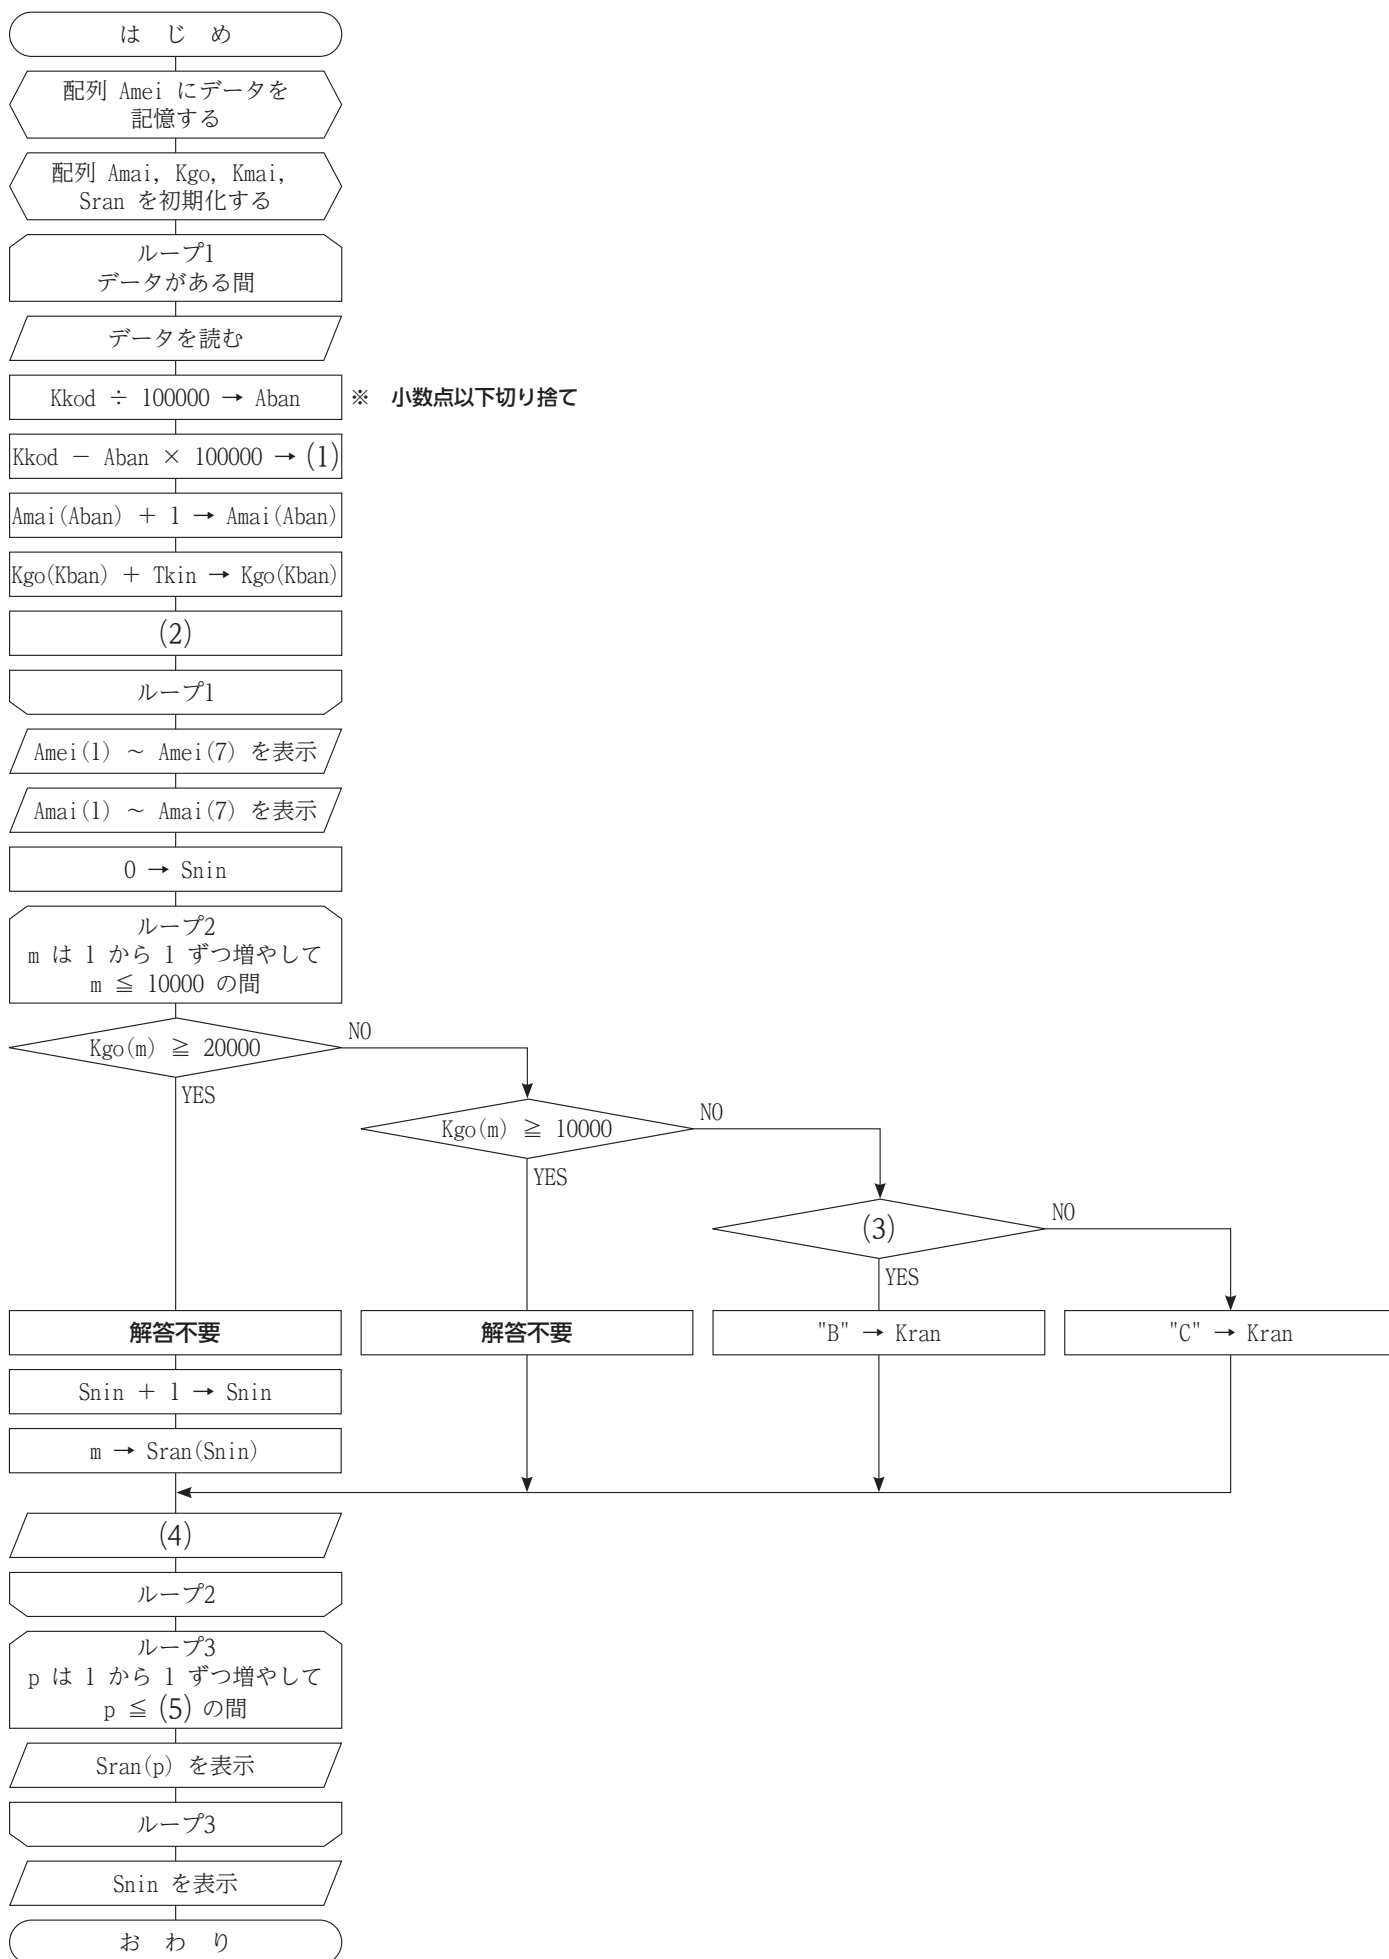 は じ め
配列 Amei にデータを
記憶する
配列 Amai, Kgo, Kmai,
Sran を初期化する
ループ1
データがある間
データを読む
Kkod ÷ 100000 → Aban
※ 小数点以下切り捨て
Kkod － Aban × 100000 → (1)
Amai(Aban) ＋ 1 → Amai(Aban)
Kgo(Kban) ＋ Tkin → Kgo(Kban)
(2)
ループ1
Amei(1) ～ Amei(7) を表示
Amai(1) ～ Amai(7) を表示
0 → Snin
ループ2
m は 1 から 1 ずつ増やして
m ≦ 10000 の間
Kgo(m) ≧ 20000
NO
YES
Kgo(m) ≧ 10000
NO
YES
(3)
NO
YES
解答不要
解答不要
"B" → Kran
"C" → Kran
Snin ＋ 1 → Snin
m → Sran(Snin)
(4)
ループ2
ループ3
p は 1 から 1 ずつ増やして
p ≦ (5) の間
Sran(p) を表示
ループ3
Snin を表示
お わ り